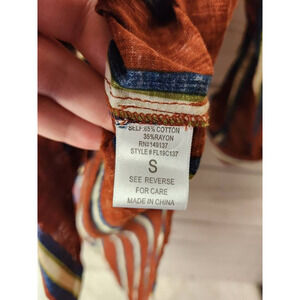 SELF:65% COTTON
35%RAYON
RN#149137
STYLE # FL19C137
S
SEE REVERSE
FOR CARE
MADE IN CHINA